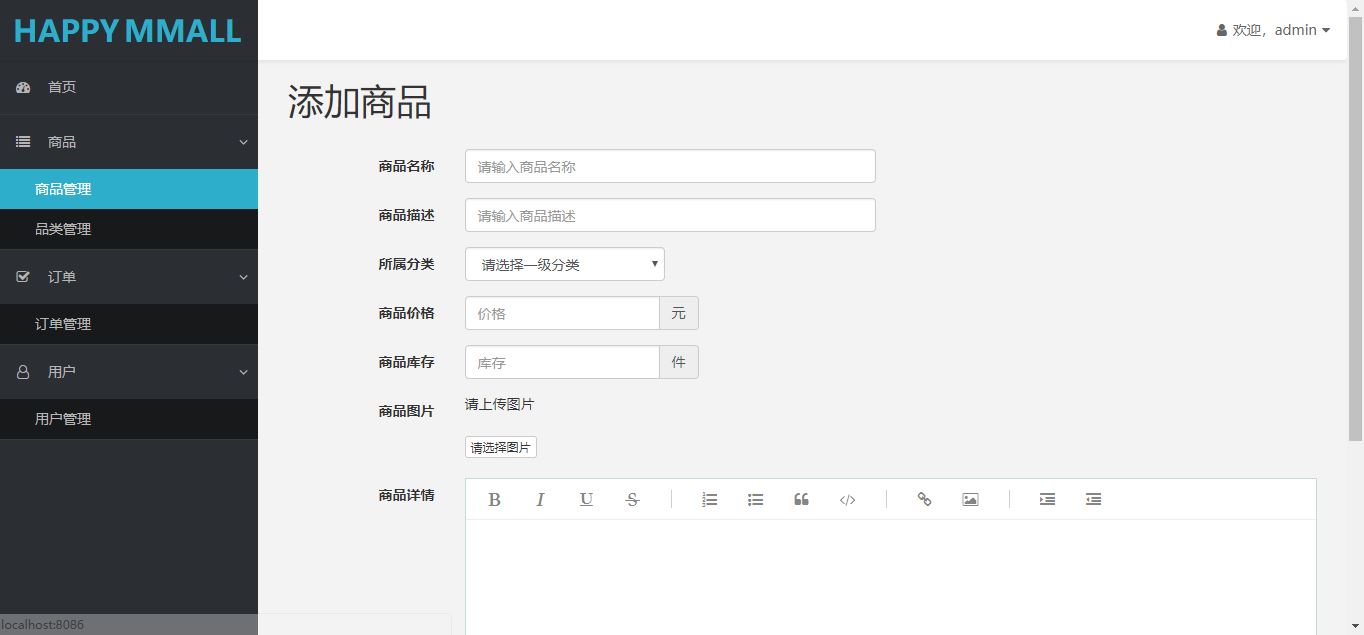 HAPPY MMALL
欢迎，admin
首页
商品
商品管理
品类管理
订单
订单管理
用户
用户管理
添加商品
商品名称
请输入商品名称
商品描述
请输入商品描述
所属分类
请选择一级分类
商品价格
价格
元
商品库存
库存
件
商品图片
请上传图片
请选择图片
商品详情
B I U S
localhost:8086